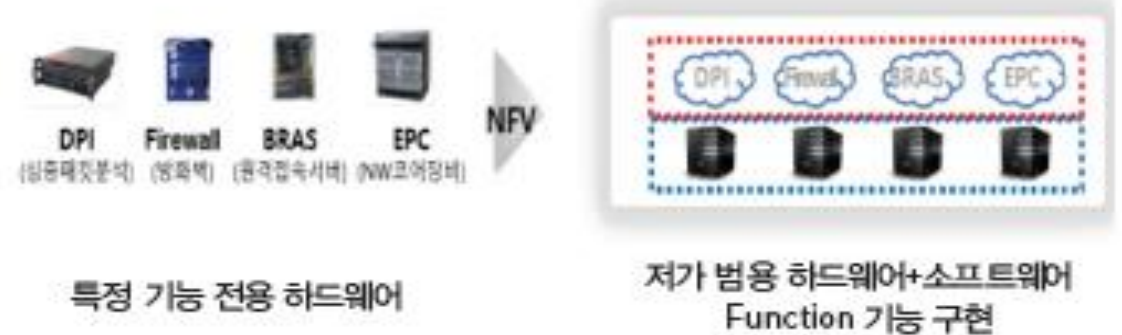 DPI
(심층패킷분석)
Firewall
(방화벽)
BRAS
(원격접속서버)
EPC
(NW코어장비)
NFV
DPI
Firewall
BRAS
EPC
특정 기능 전용 하드웨어
저가 범용 하드웨어+소프트웨어
Function 기능 구현